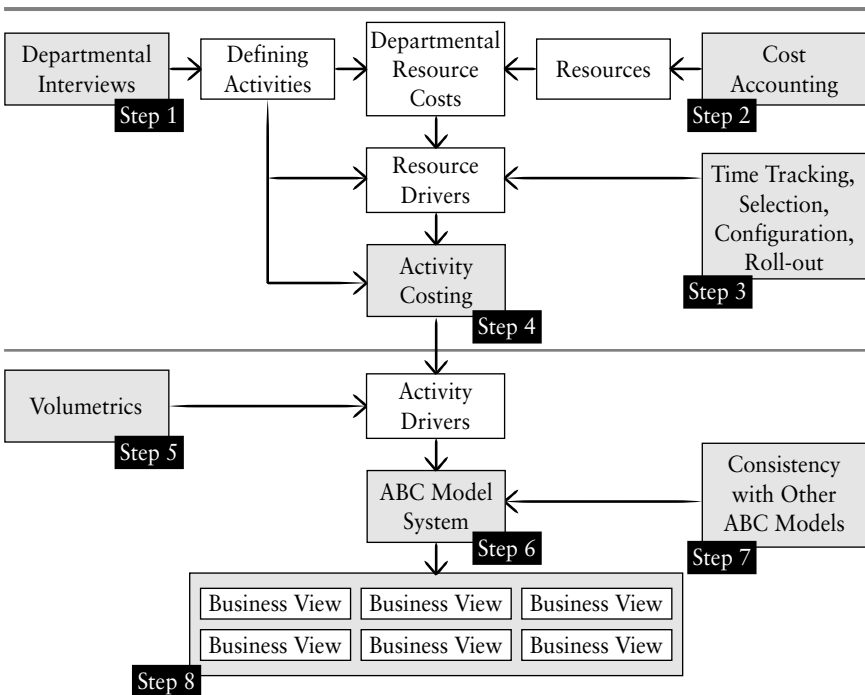 Departmental
Interviews
Step 1
Defining
Activities
Departmental
Resource
Costs
Resources
Cost
Accounting
Step 2
Resource
Drivers
Time Tracking,
Selection,
Configuration,
Roll-out
Step 3
Activity
Costing
Step 4
Volumetrics
Step 5
Activity
Drivers
ABC Model
System
Step 6
Consistency
with Other
ABC Models
Step 7
Business View
Business View
Business View
Business View
Business View
Business View
Step 8